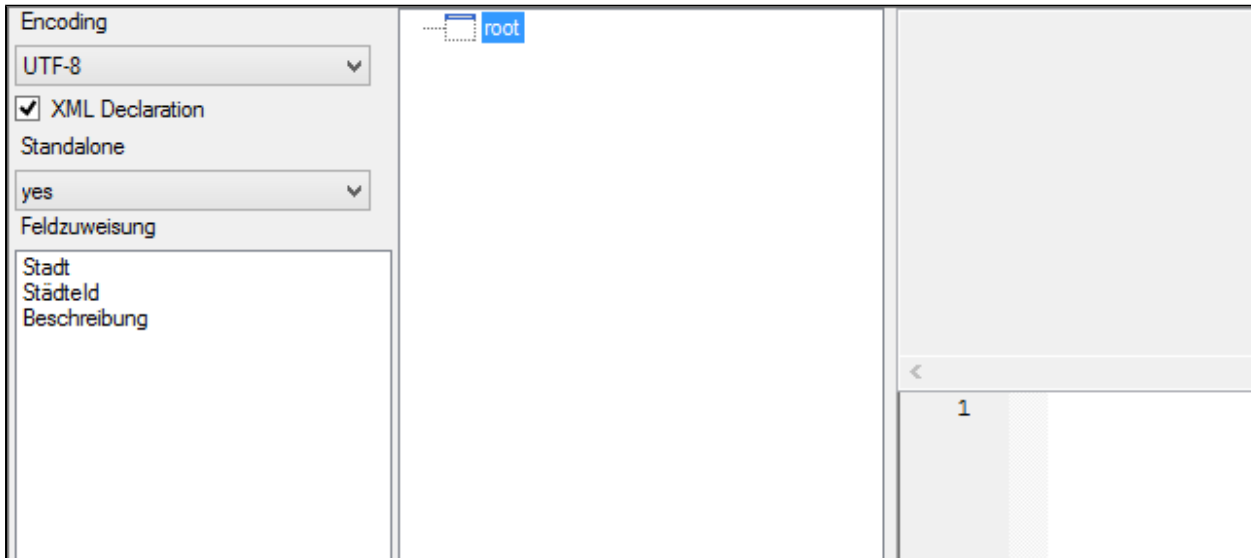 Encoding
UTF-8
XML Declaration
Standalone
yes
Feldzuweisung
Stadt
StädteId
Beschreibung
root
1